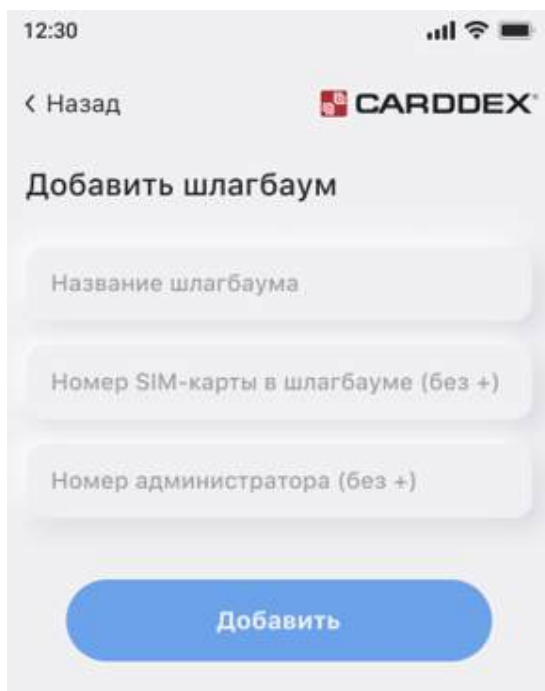 12:30
< Назад
CARDDEX
Добавить шлагбаум
Название шлагбаума
Номер SIM-карты в шлагбауме (без +)
Номер администратора (без +)
Добавить